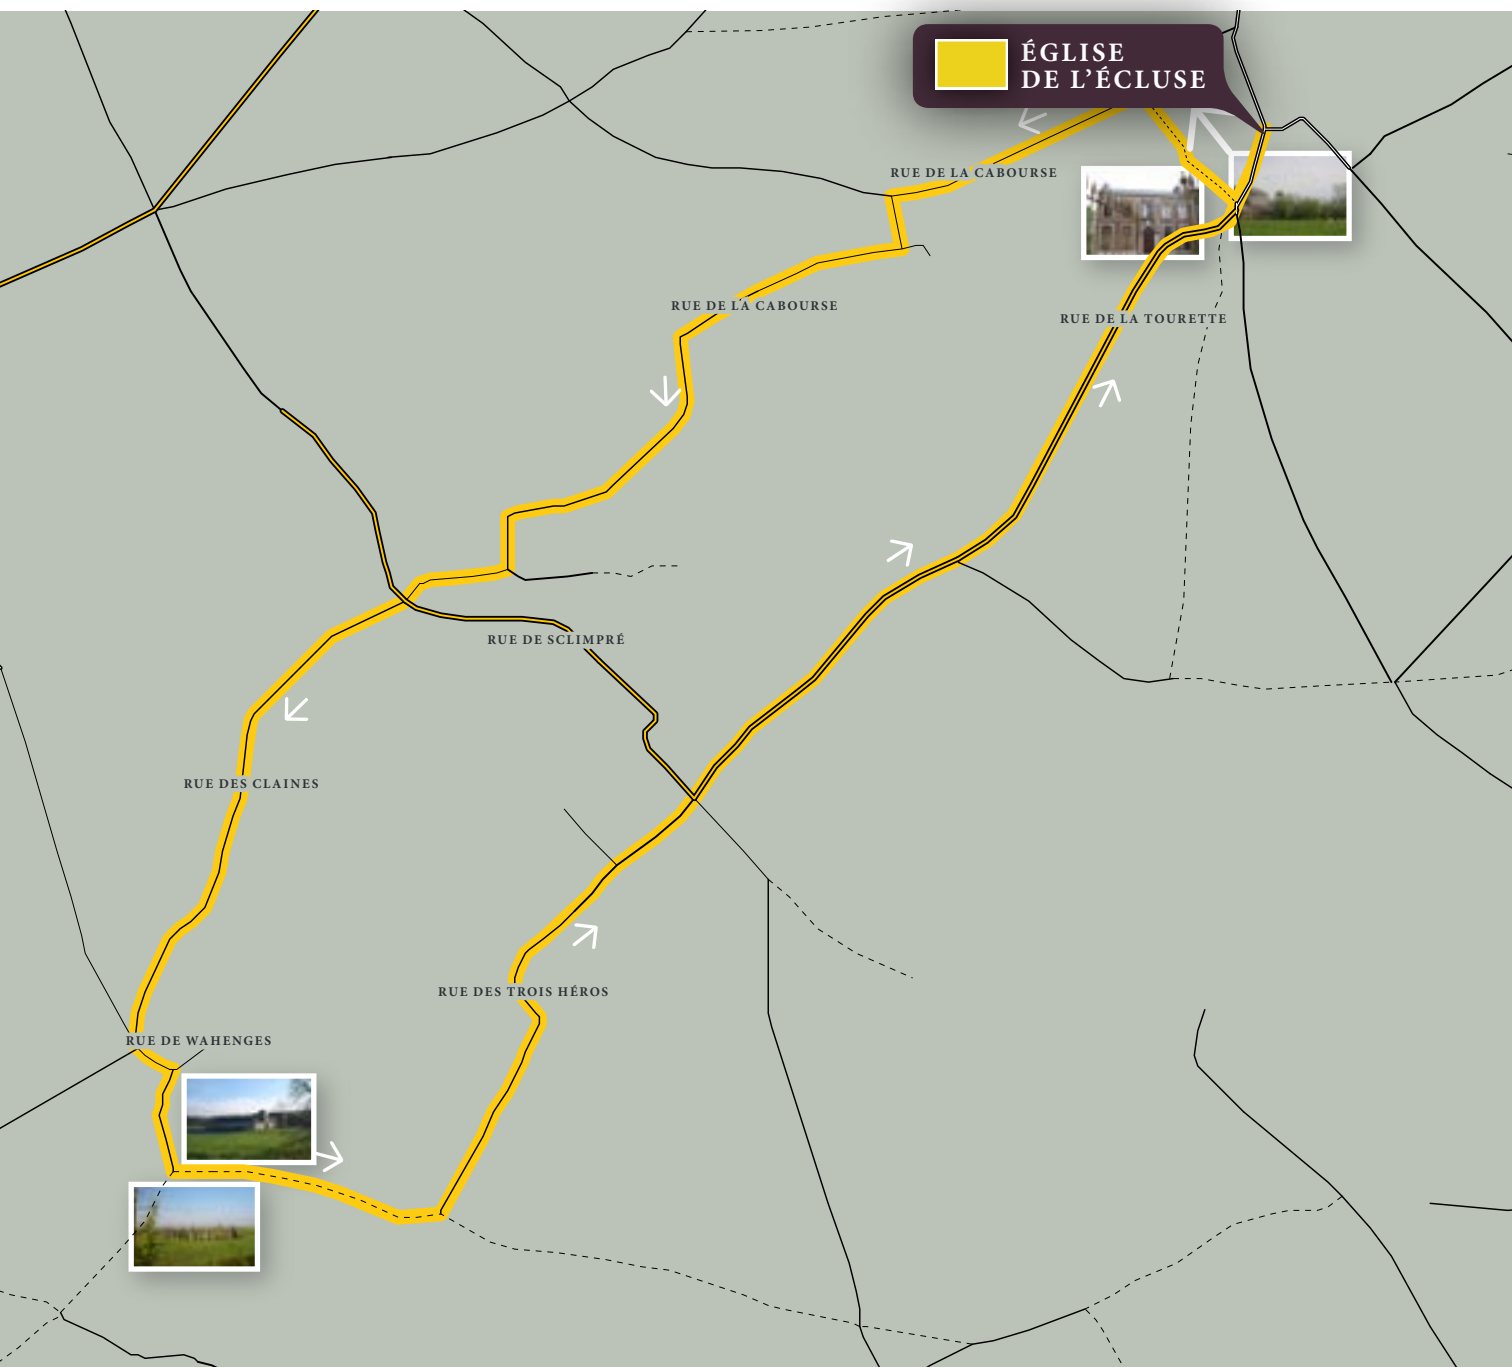 ÉGLISE
DE L’ÉCLUSE
RUE DE LA CABOURSE
RUE DE LA CABOURSE
RUE DE LA TOURETTE
RUE DE SCLIMPRÉ
RUE DES CLAINES
RUE DES TROIS HÉROS
RUE DE WAHENGES